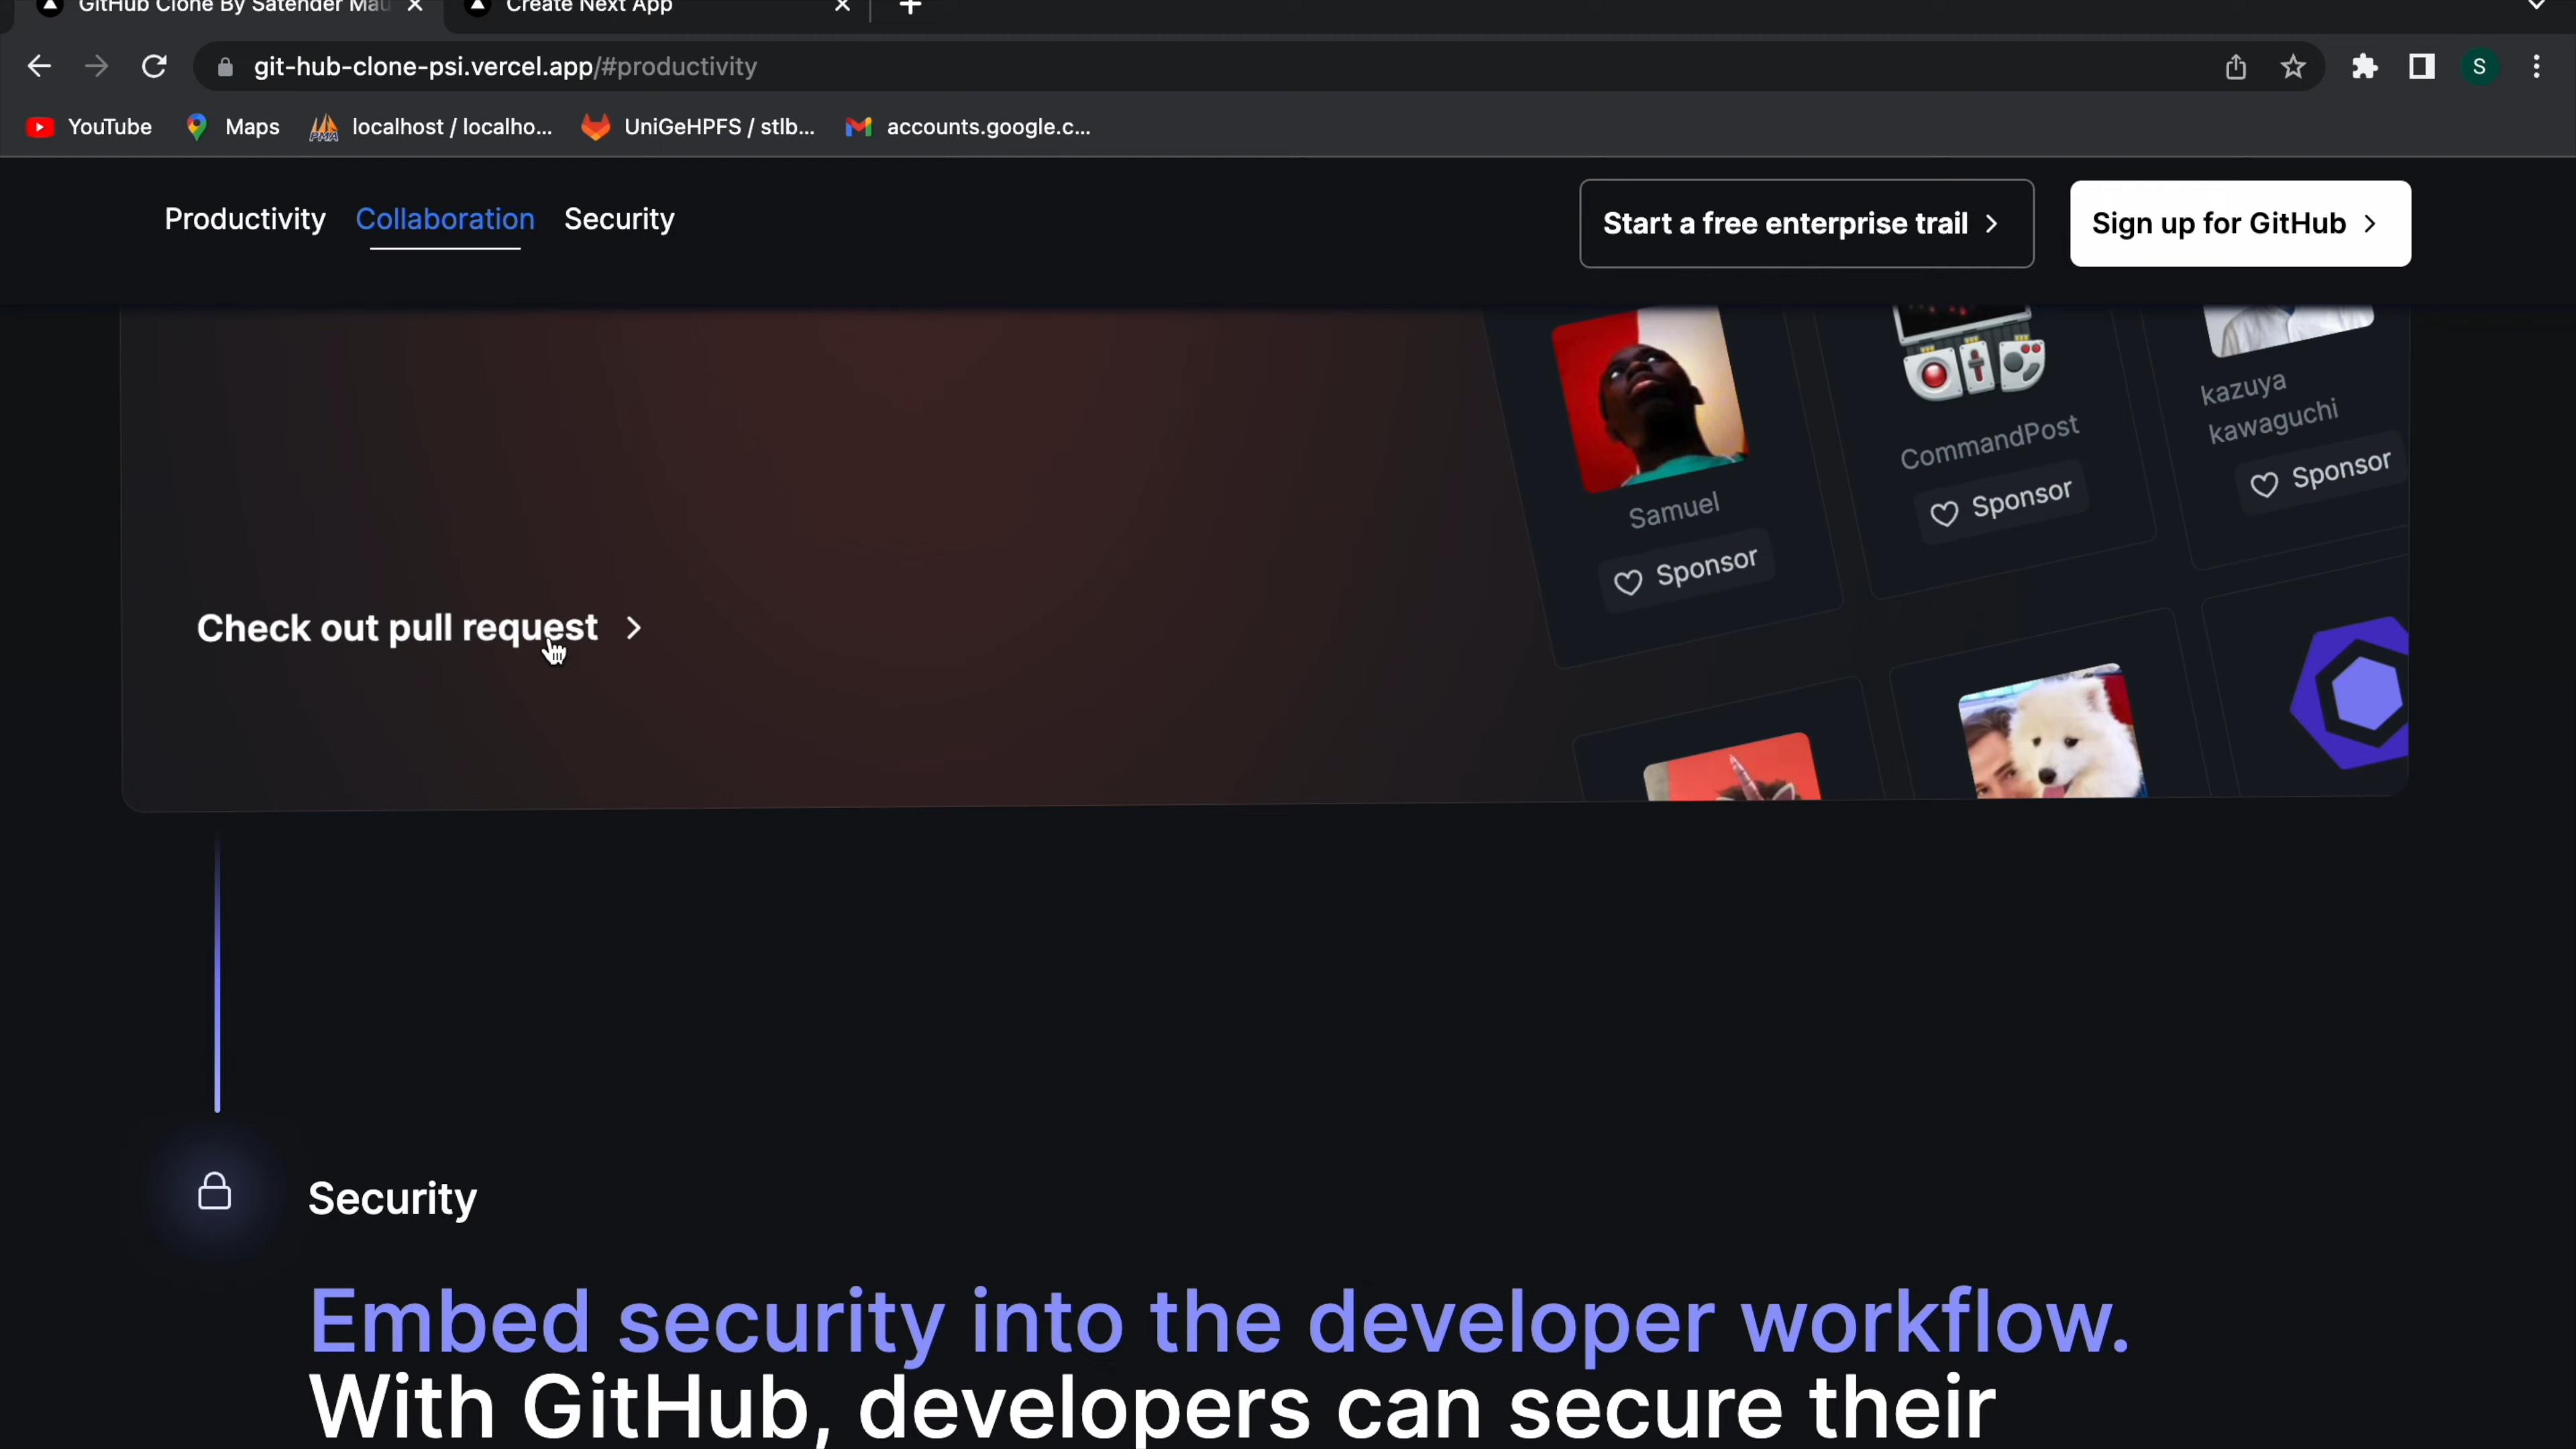 GitHub Clone By Satender Mau
Create Next App
git-hub-clone-psi.vercel.app/#productivity
S
YouTube
Maps
localhost / localho...
UniGeHPFS / stlb...
accounts.google.c...
Productivity
Collaboration
Security
Start a free enterprise trail
Sign up for GitHub
kazuya
kawaguchi
CommandPost
Sponsor
Sponsor
Samuel
Sponsor
Check out pull request
Security
Embed security into the developer workflow.
With GitHub, developers can secure their